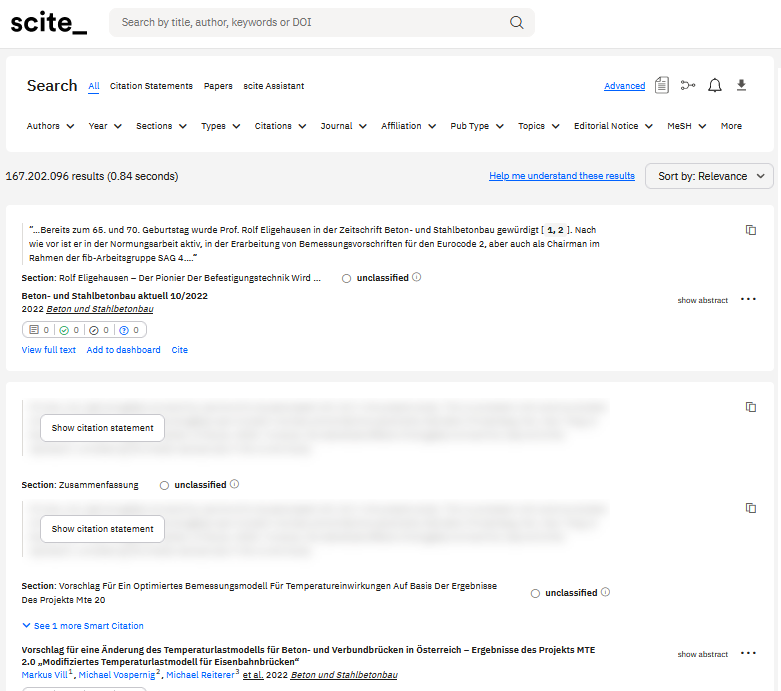 scite_
Search by title, author, keywords or DOI
Search All Citation Statements Papers scite Assistant Advanced
Authors Year Sections Types Citations Journal Affiliation Pub Type Topics Editorial Notice MeSH More
167.202.096 results (0.84 seconds) Help me understand these results Sort by: Relevance
“...Bereits zum 65. und 70. Geburtstag wurde Prof. Rolf Eligehausen in der Zeitschrift Beton- und Stahlbetonbau gewürdigt [ 1, 2 ]. Nach
wie vor ist er in der Normungsarbeit aktiv, in der Erarbeitung von Bemessungsvorschriften für den Eurocode 2, aber auch als Chairman im
Rahmen der fib-Arbeitsgruppe SAG 4....”
Section: Rolf Eligehausen – Der Pionier Der Befestigungstechnik Wird ... unclassified
Beton- und Stahlbetonbau aktuell 10/2022
show abstract
2022 Beton und Stahlbetonbau
0 0 0 0
View full text Add to dashboard Cite
Show citation statement
Section: Zusammenfassung unclassified
Show citation statement
Section: Vorschlag Für Ein Optimiertes Bemessungsmodell Für Temperatureinwirkungen Auf Basis Der Ergebnisse
Des Projekts Mte 20
unclassified
See 1 more Smart Citation
Vorschlag für eine Änderung des Temperaturlastmodells für Beton- und Verbundbrücken in Österreich – Ergebnisse des Projekts MTE
2.0 „Modifiziertes Temperaturlastmodell für Eisenbahnbrücken“
show abstract
Markus Vill1, Michael Vospernig2, Michael Reiterer3 et al. 2022 Beton und Stahlbetonbau